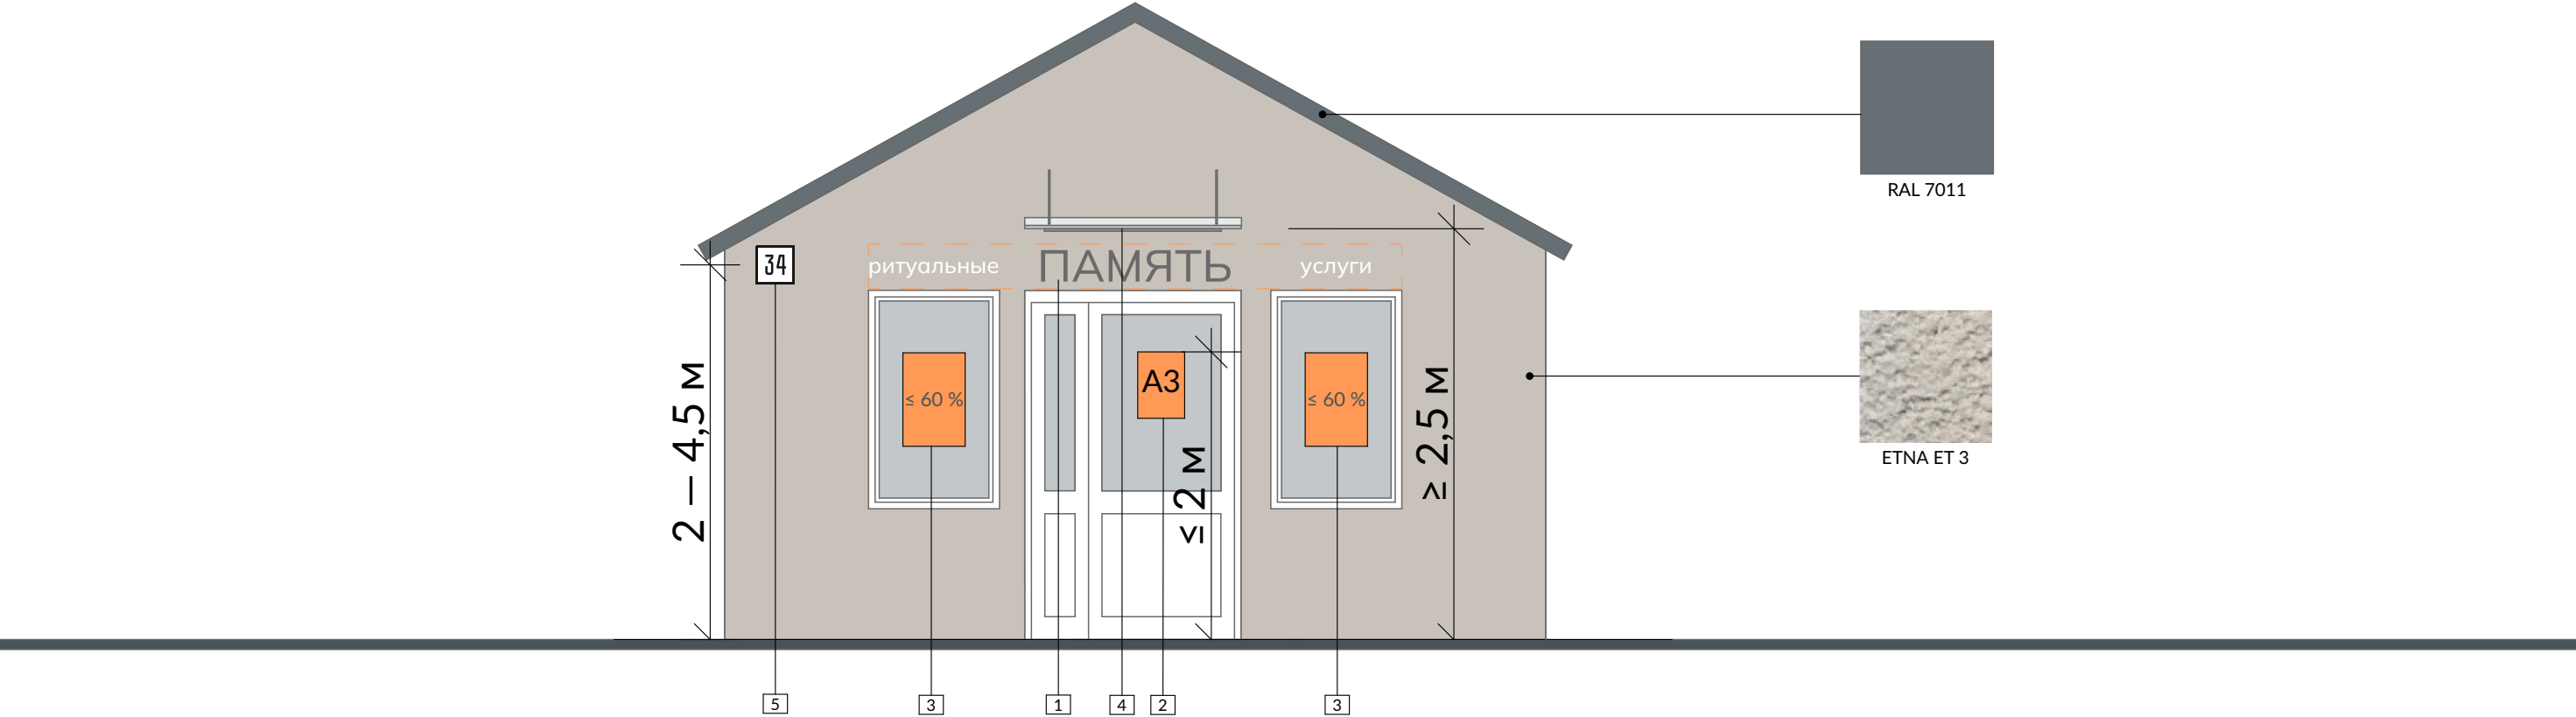 RAL 7011
34
ритуальные ПАМЯТЬ услуги
≤ 60 %
А3
≤ 60 %
2 – 4,5 м
≤ 2 м
≥ 2,5 м
ETNA ET 3
5
3
1
4
2
3